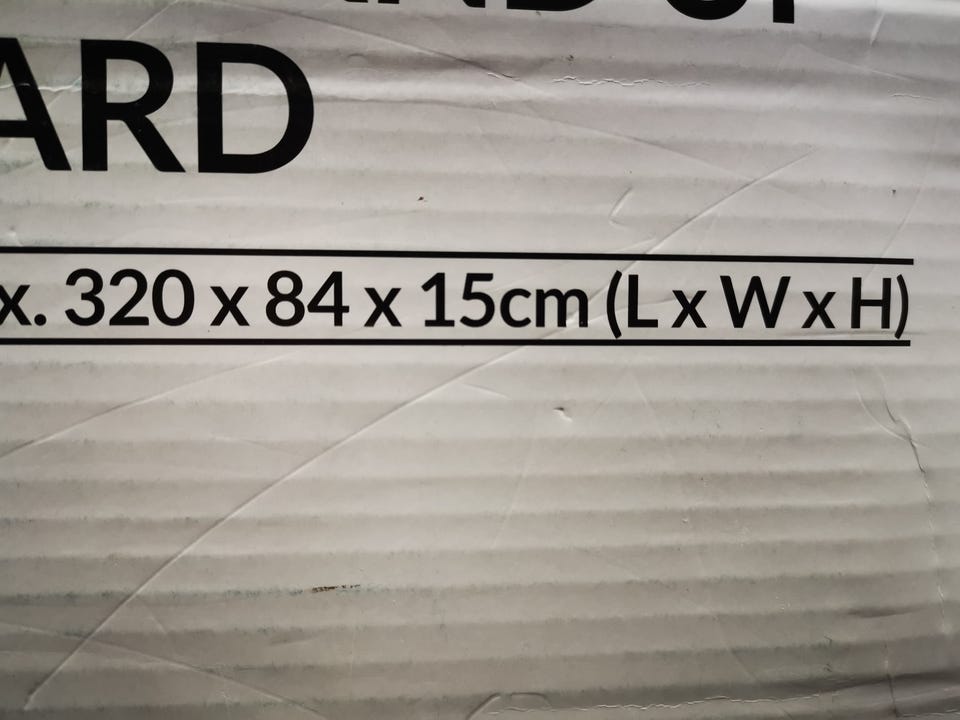 ARD
x. 320 x 84 x 15cm (L x W x H)